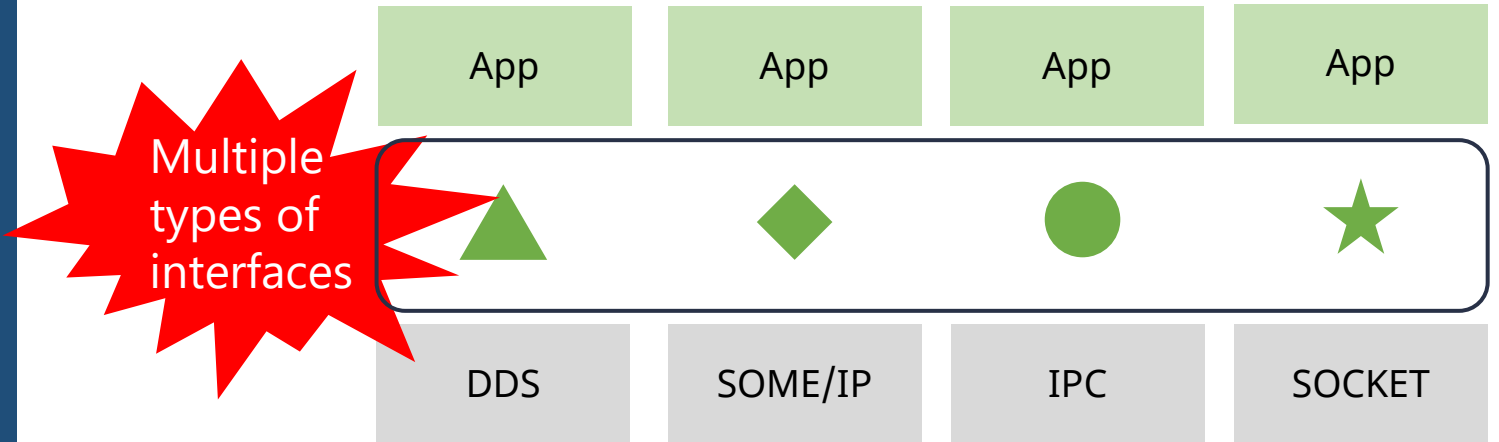 App App App App
Multiple
types of
interfaces
DDS SOME/IP IPC SOCKET